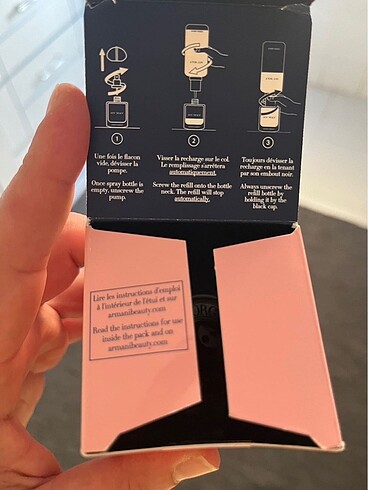 1
Une fois le flacon
vide, dévisser la
pompe.
Once spray bottle is
empty, unscrew the
pump.
2
Visser la recharge sur le col.
Le remplissage s'arrêtera
automatiquement.
Screw the refill onto the bottle
neck. The refill will stop
automatically.
3
Toujours dévisser la
recharge en la tenant
par son embout noir.
Always unscrew the
refill bottle by
holding it by the
black cap.
Lire les instructions d'emploi
à l'intérieur de l'étui et sur
armanibeauty.com
Read the instructions for use
inside the pack and on
armanibeauty.com